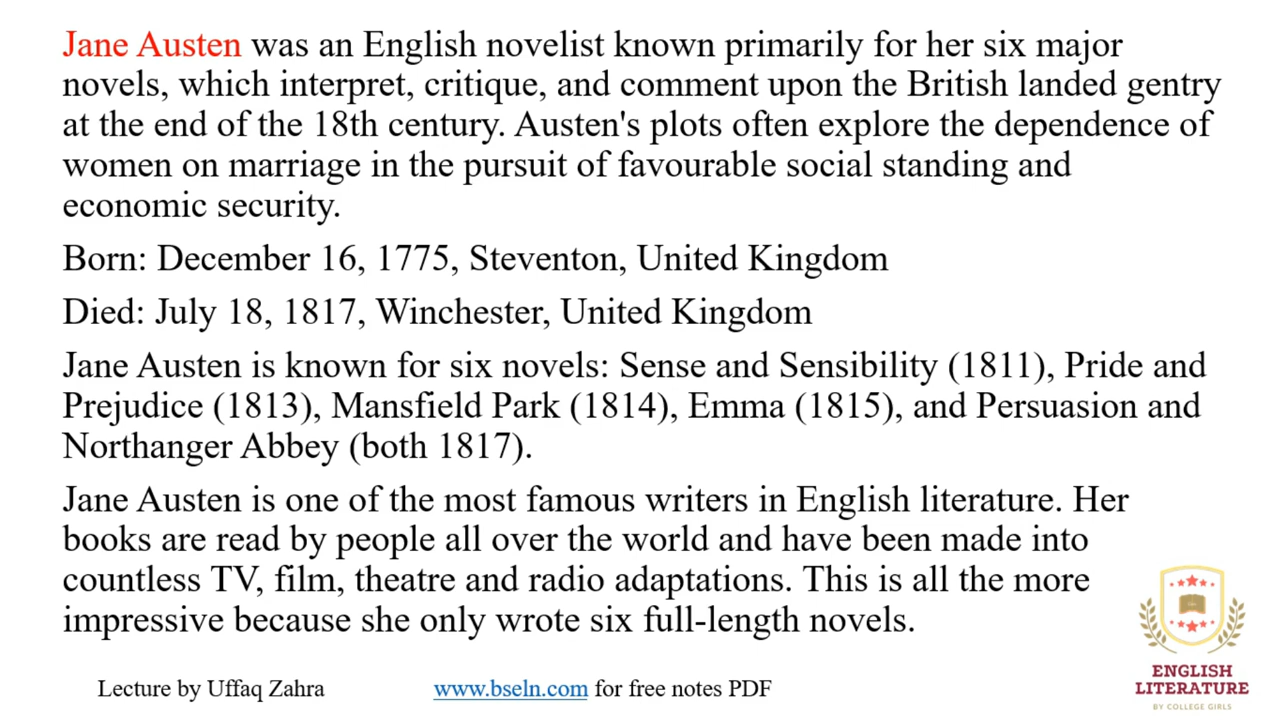 Jane Austen was an English novelist known primarily for her six major
novels, which interpret, critique, and comment upon the British landed gentry
at the end of the 18th century. Austen's plots often explore the dependence of
women on marriage in the pursuit of favourable social standing and
economic security.
Born: December 16, 1775, Steventon, United Kingdom
Died: July 18, 1817, Winchester, United Kingdom
Jane Austen is known for six novels: Sense and Sensibility (1811), Pride and
Prejudice (1813), Mansfield Park (1814), Emma (1815), and Persuasion and
Northanger Abbey (both 1817).
Jane Austen is one of the most famous writers in English literature. Her
books are read by people all over the world and have been made into
countless TV, film, theatre and radio adaptations. This is all the more
impressive because she only wrote six full-length novels.
Lecture by Uffaq Zahra
www.bseln.com for free notes PDF
ENGLISH
LITERATURE
BY COLLEGE GIRLS